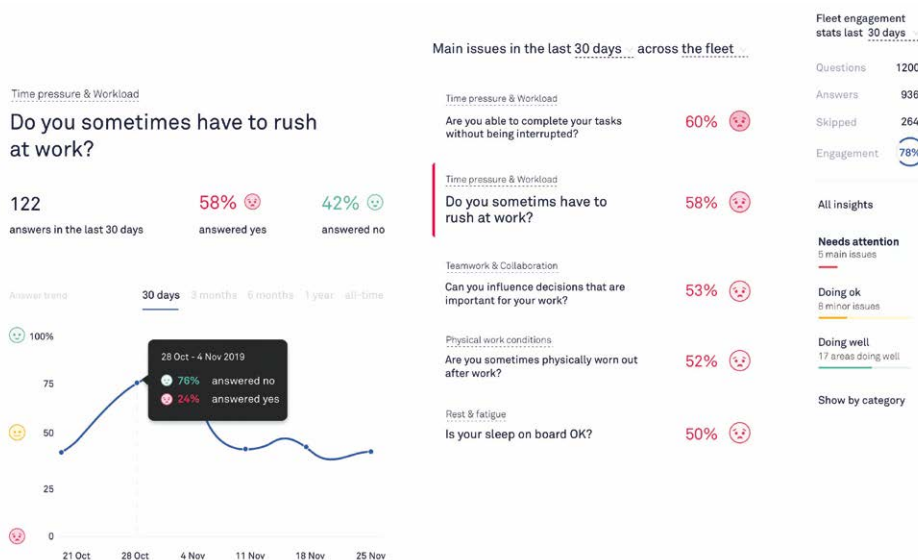 Time pressure & Workload
Do you sometimes have to rush
at work?
122
answers in the last 30 days
58%
answered yes
42%
answered no
Answer trend
30 days
3 months
6 months
1 year
all-time
100%
75
50
25
0
28 Oct - 4 Nov 2019
76% answered no
24% answered yes
21 Oct
28 Oct
4 Nov
11 Nov
18 Nov
25 Nov
Main issues in the last 30 days across the fleet
Time pressure & Workload
Are you able to complete your tasks
without being interrupted?
60%
Time pressure & Workload
Do you sometims have to
rush at work?
58%
Teamwork & Collaboration
Can you influence decisions that are
important for your work?
53%
Physical work conditions
Are you sometimes physically worn out
after work?
52%
Rest & fatigue
Is your sleep on board OK?
50%
Fleet engagement
stats last 30 days
Questions 1200
Answers 936
Skipped 264
Engagement 78%
All insights
Needs attention
5 main issues
Doing ok
8 minor issues
Doing well
17 areas doing well
Show by category